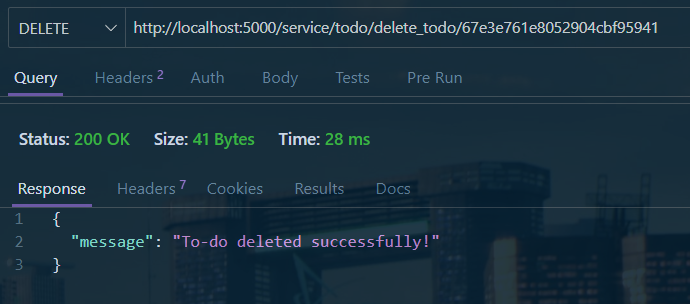 DELETE http://localhost:5000/service/todo/delete_todo/67e3e761e8052904cbf95941
Query Headers 2 Auth Body Tests Pre Run
Status: 200 OK Size: 41 Bytes Time: 28 ms
Response Headers 7 Cookies Results Docs
1 {
2 "message": "To-do deleted successfully!"
3 }